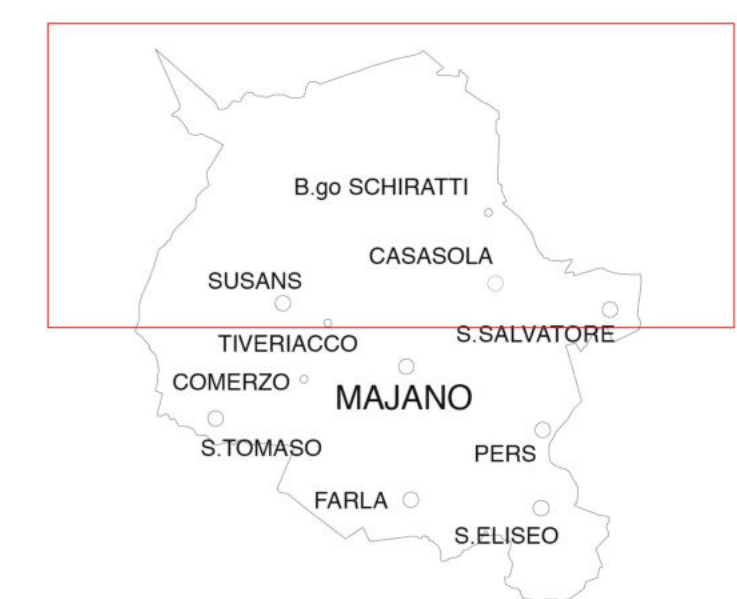 B.go SCHIRATTI
CASASOLA
SUSANS
S.SALVATORE
TIVERIACCO
COMERZO
MAJANO
S.TOMASO
PERS
FARLA
S.ELISEO